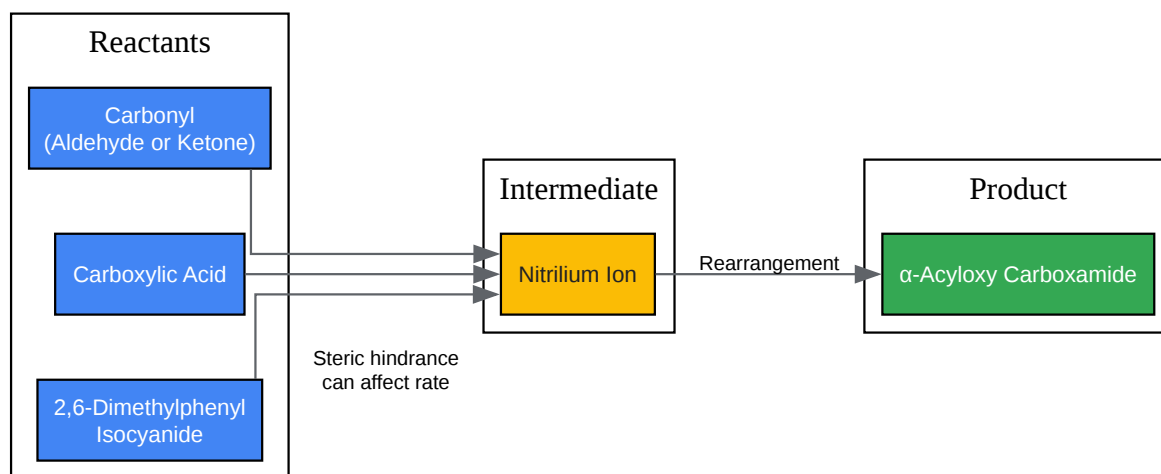 Reactants
Carbonyl
(Aldehyde or Ketone)
Carboxylic Acid
2,6-Dimethylphenyl
Isocyanide
Steric hindrance
can affect rate
Intermediate
Nitrilium Ion
Rearrangement
Product
α-Acyloxy Carboxamide